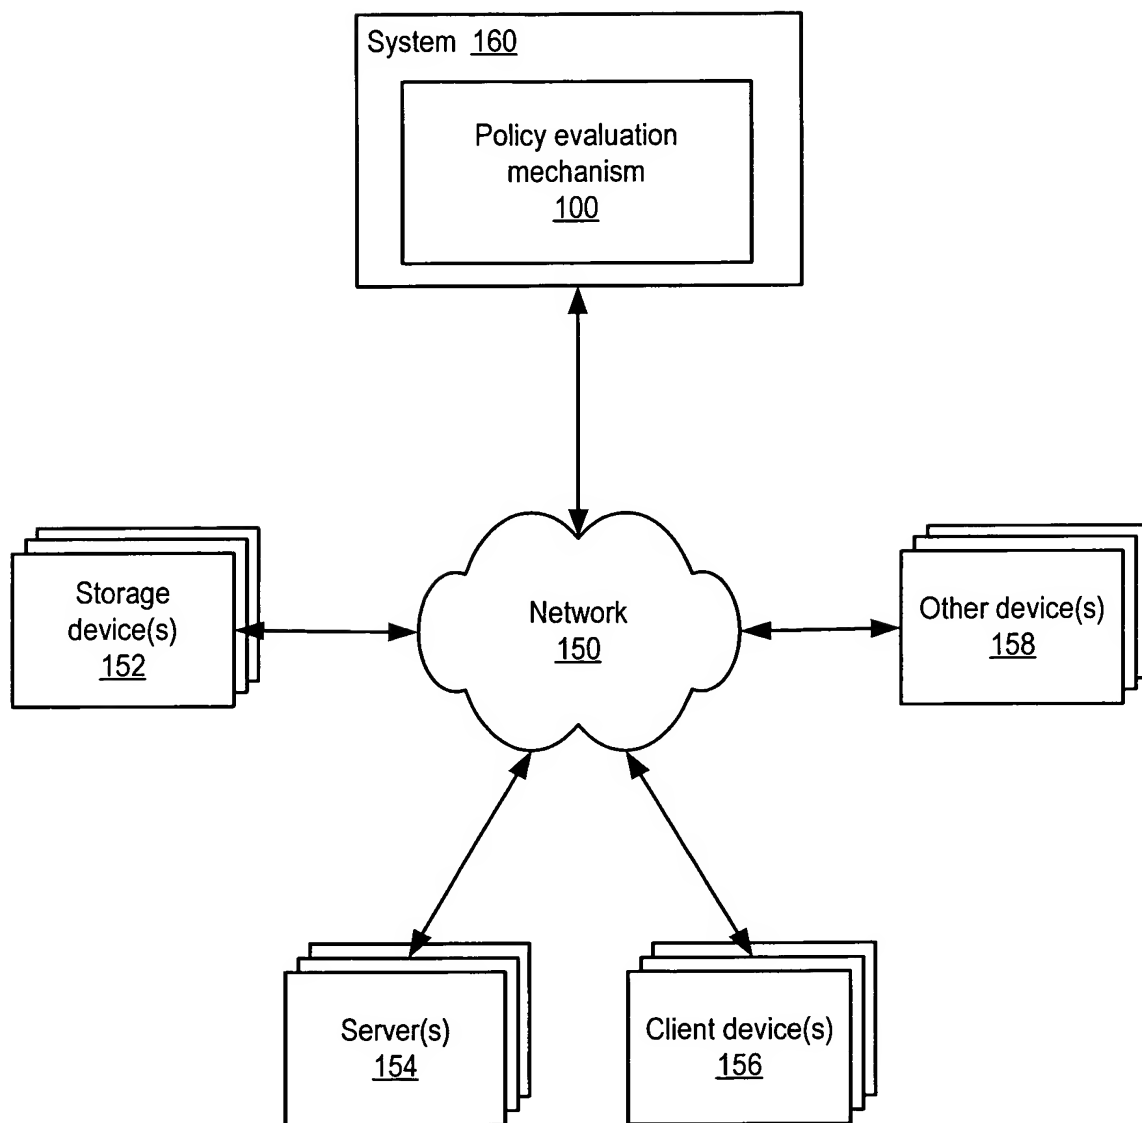 System 160
Policy evaluation
mechanism
100
Storage
device(s)
152
Network
150
Other device(s)
158
Server(s)
154
Client device(s)
156